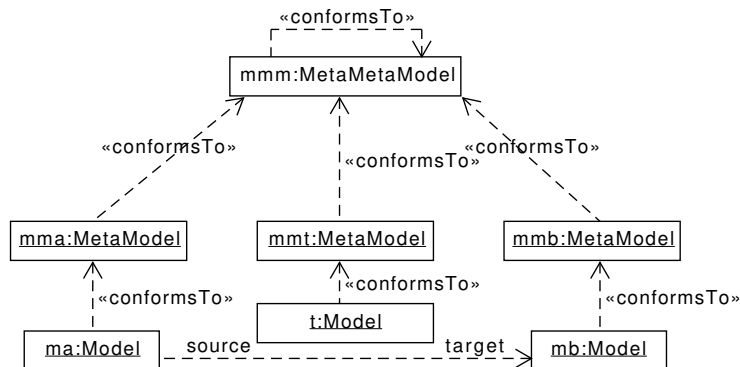 «conformsTo»
mmm:MetaMetaModel
«conformsTo»
«conformsTo»
«conformsTo»
mma:MetaModel
mmt:MetaModel
mmb:MetaModel
«conformsTo»
«conformsTo»
«conformsTo»
t:Model
ma:Model
source
target
mb:Model